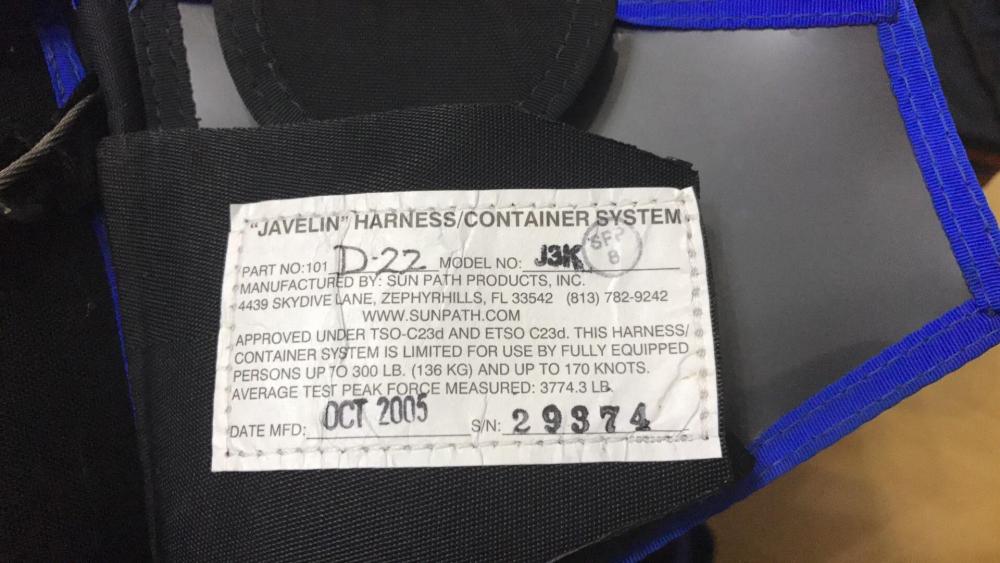 "JAVELIN" HARNESS/CONTAINER SYSTEM
PART NO:101 D-22 MODEL NO: J3K
SFP
8
MANUFACTURED BY: SUN PATH PRODUCTS, INC.
4439 SKYDIVE LANE, ZEPHYRHILLS, FL 33542 (813) 782-9242
WWW.SUNPATH.COM
APPROVED UNDER TSO-C23d AND ETSO C23d. THIS HARNESS/
CONTAINER SYSTEM IS LIMITED FOR USE BY FULLY EQUIPPED
PERSONS UP TO 300 LB. (136 KG) AND UP TO 170 KNOTS.
AVERAGE TEST PEAK FORCE MEASURED: 3774.3 LB.
DATE MFD: OCT 2005 S/N: 29374